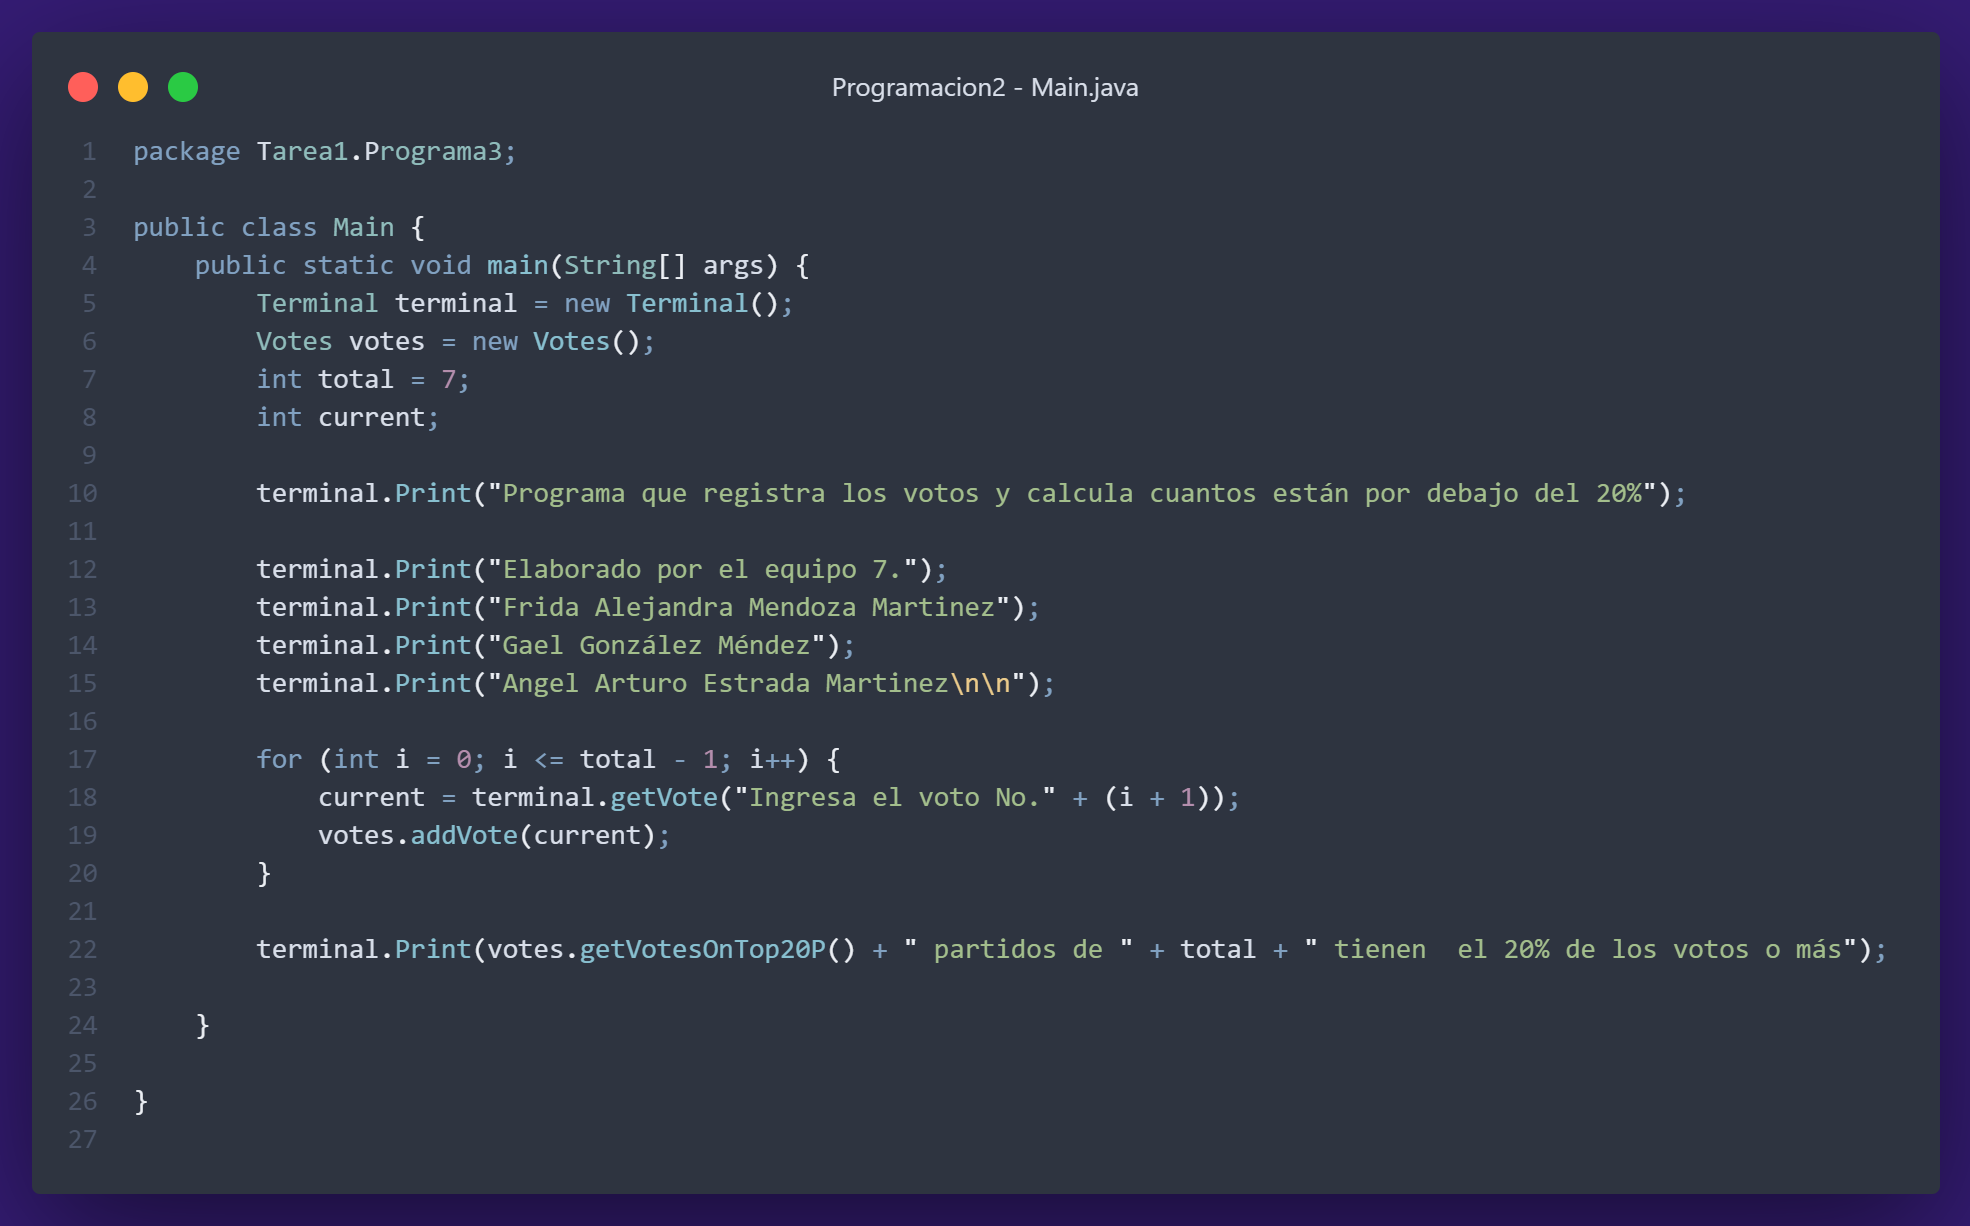 Programacion2 - Main.java
1 package Tarea1.Programa3;
2
3 public class Main {
4     public static void main(String[] args) {
5         Terminal terminal = new Terminal();
6         Votes votes = new Votes();
7         int total = 7;
8         int current;
9
10         terminal.Print("Programa que registra los votos y calcula cuantos están por debajo del 20%");
11
12         terminal.Print("Elaborado por el equipo 7.");
13         terminal.Print("Frida Alejandra Mendoza Martinez");
14         terminal.Print("Gael González Méndez");
15         terminal.Print("Angel Arturo Estrada Martinez\n\n");
16
17         for (int i = 0; i <= total - 1; i++) {
18             current = terminal.getVote("Ingresa el voto No." + (i + 1));
19             votes.addVote(current);
20         }
21
22         terminal.Print(votes.getVotesOnTop20P() + " partidos de " + total + " tienen  el 20% de los votos o más");
23
24     }
25
26 }
27